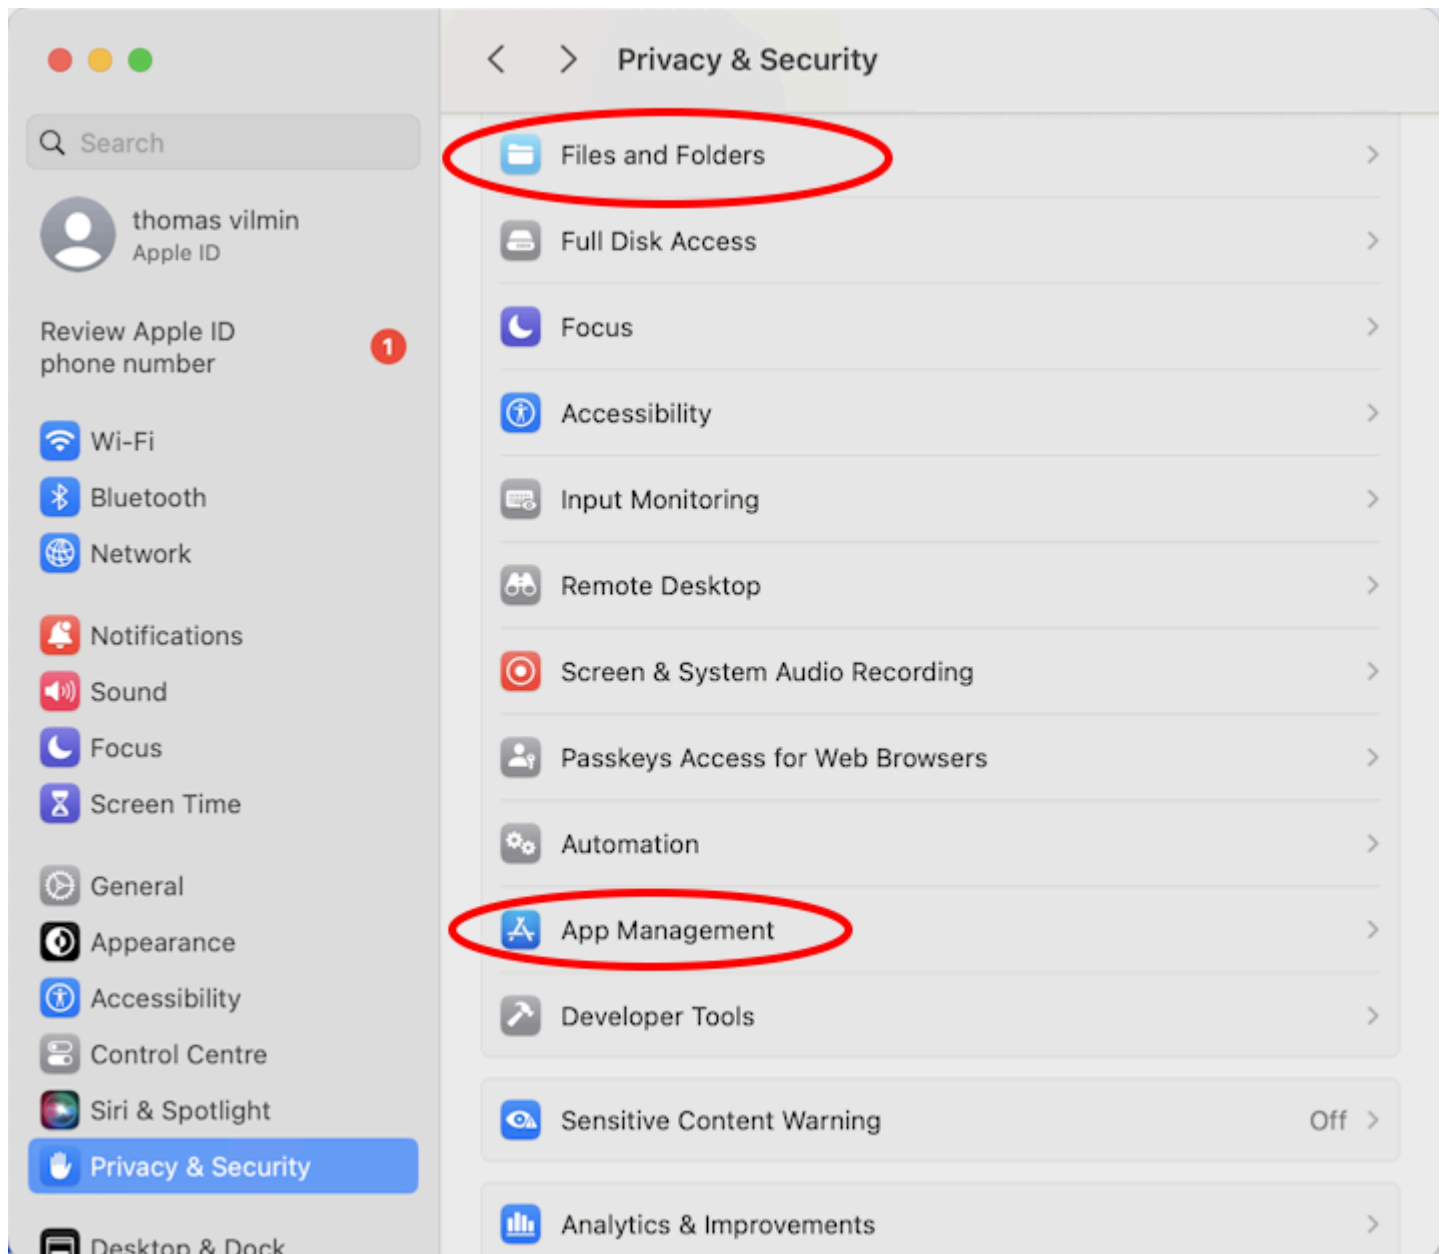 Privacy & Security
Search
thomas vilmin
Apple ID
Review Apple ID
phone number
1
Wi-Fi
Bluetooth
Network
Notifications
Sound
Focus
Screen Time
General
Appearance
Accessibility
Control Centre
Siri & Spotlight
Privacy & Security
Desktop & Dock
Files and Folders
Full Disk Access
Focus
Accessibility
Input Monitoring
Remote Desktop
Screen & System Audio Recording
Passkeys Access for Web Browsers
Automation
App Management
Developer Tools
Sensitive Content Warning Off
Analytics & Improvements